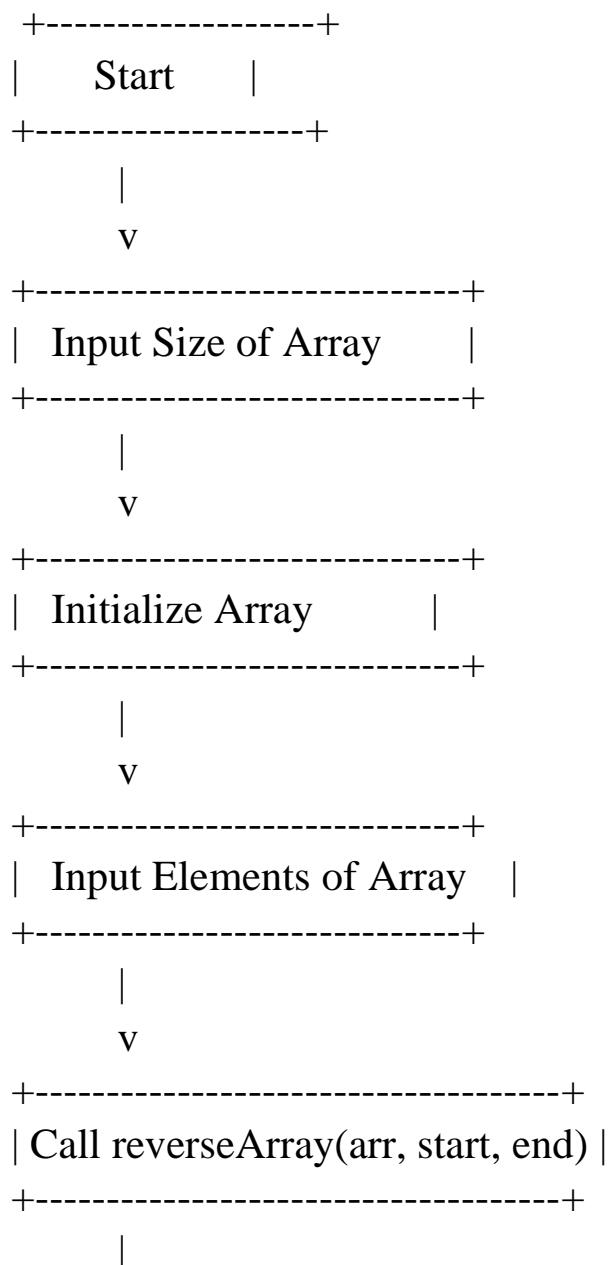 +-------------------+
|      Start      |
+-------------------+
|
v
+------------------------------+
|   Input Size of Array       |
+------------------------------+
|
v
+------------------------------+
|   Initialize Array         |
+------------------------------+
|
v
+------------------------------+
|   Input Elements of Array   |
+------------------------------+
|
v
+-------------------------------------+
| Call reverseArray(arr, start, end) |
+-------------------------------------+
|